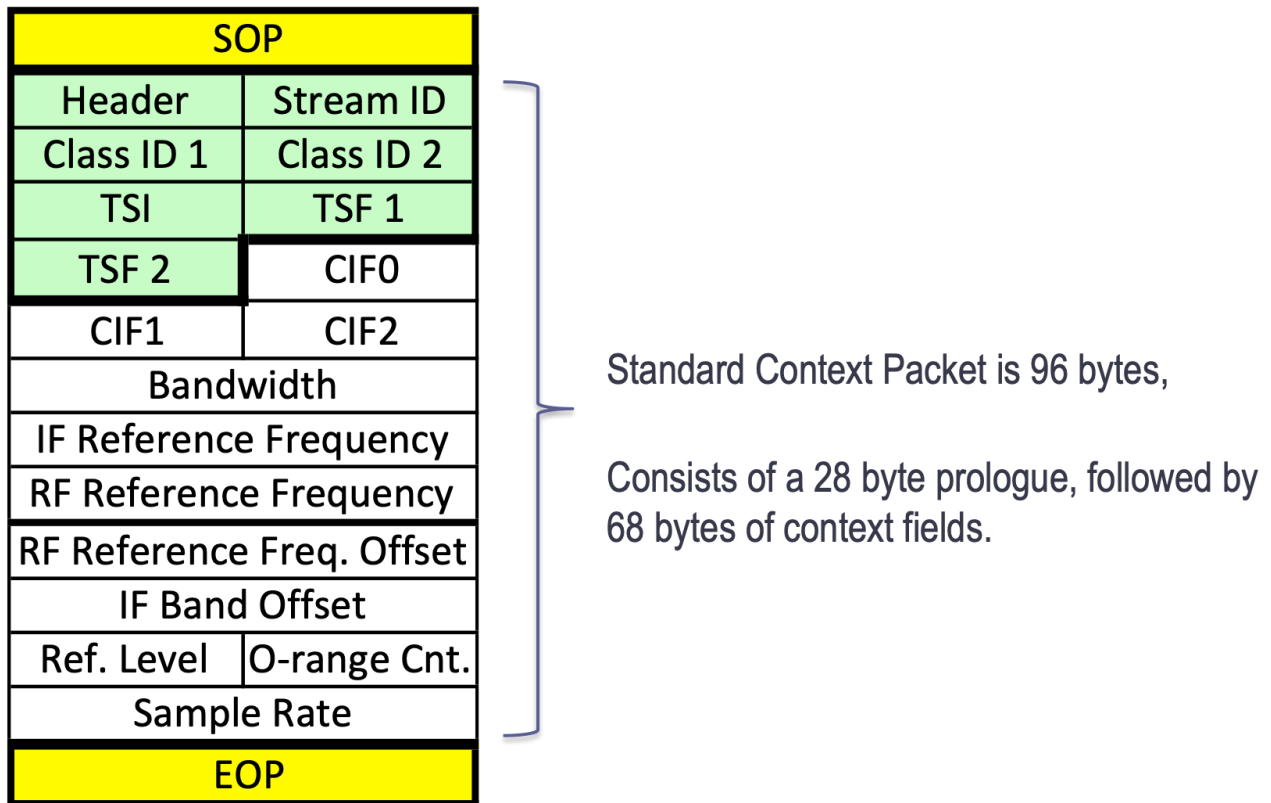 SOP
Header Stream ID
Class ID 1 Class ID 2
TSI TSF 1
TSF 2 CIF0
CIF1 CIF2
Bandwidth
IF Reference Frequency
RF Reference Frequency
RF Reference Freq. Offset
IF Band Offset
Ref. Level O-range Cnt.
Sample Rate
EOP
Standard Context Packet is 96 bytes,
Consists of a 28 byte prologue, followed by
68 bytes of context fields.